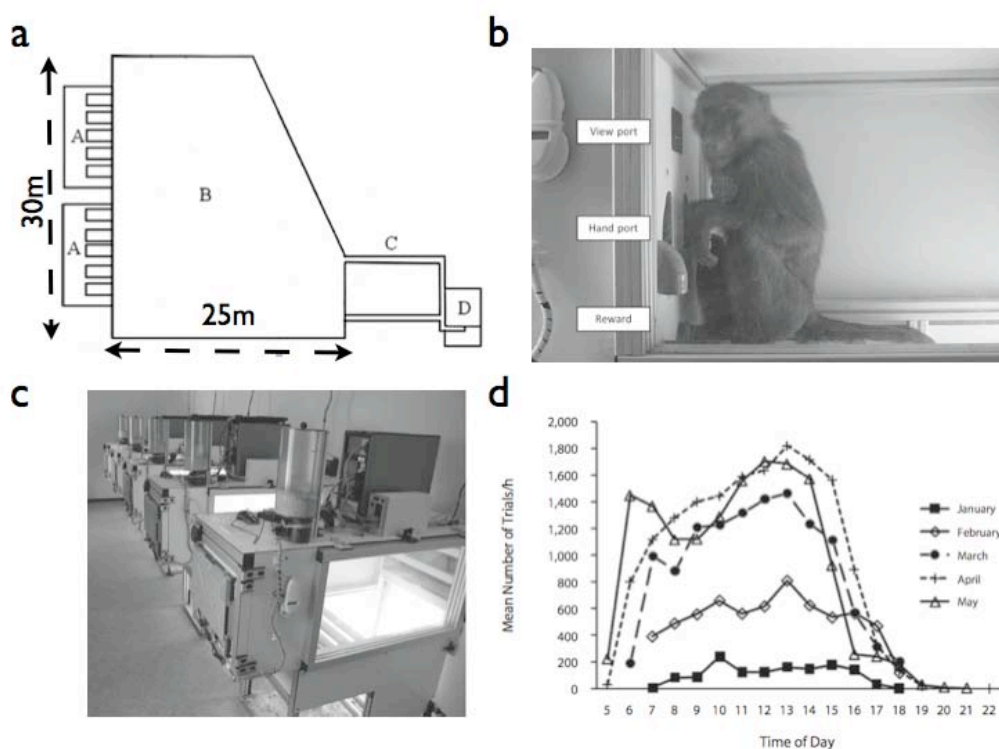 a
A
A
B
C
D
30m
25m
b
View port
Hand port
Reward
c
d
Mean Number of Trials/h
2,000
1,800
1,600
1,400
1,200
1,000
800
600
400
200
0
5 6 7 8 9 10 11 12 13 14 15 16 17 18 19 20 21 22
Time of Day
January
February
March
April
May